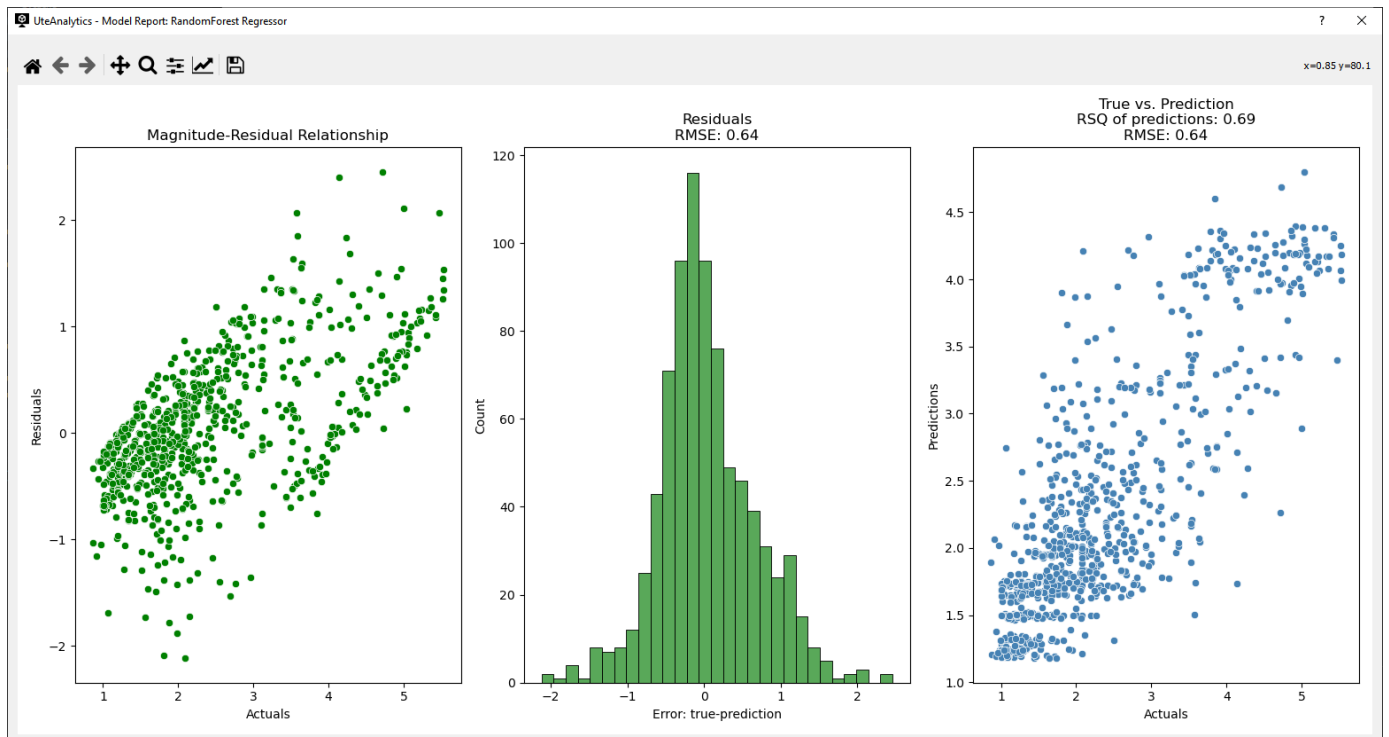 UteAnalytics - Model Report: RandomForest Regressor
?
x=0.85 y=80.1
Magnitude-Residual Relationship
Residuals
2
1
0
−1
−2
1 2 3 4 5
Actuals
Residuals
RMSE: 0.64
Count
120
100
80
60
40
20
0
−2 −1 0 1 2
Error: true-prediction
True vs. Prediction
RSQ of predictions: 0.69
RMSE: 0.64
Predictions
4.5
4.0
3.5
3.0
2.5
2.0
1.5
1.0
1 2 3 4 5
Actuals